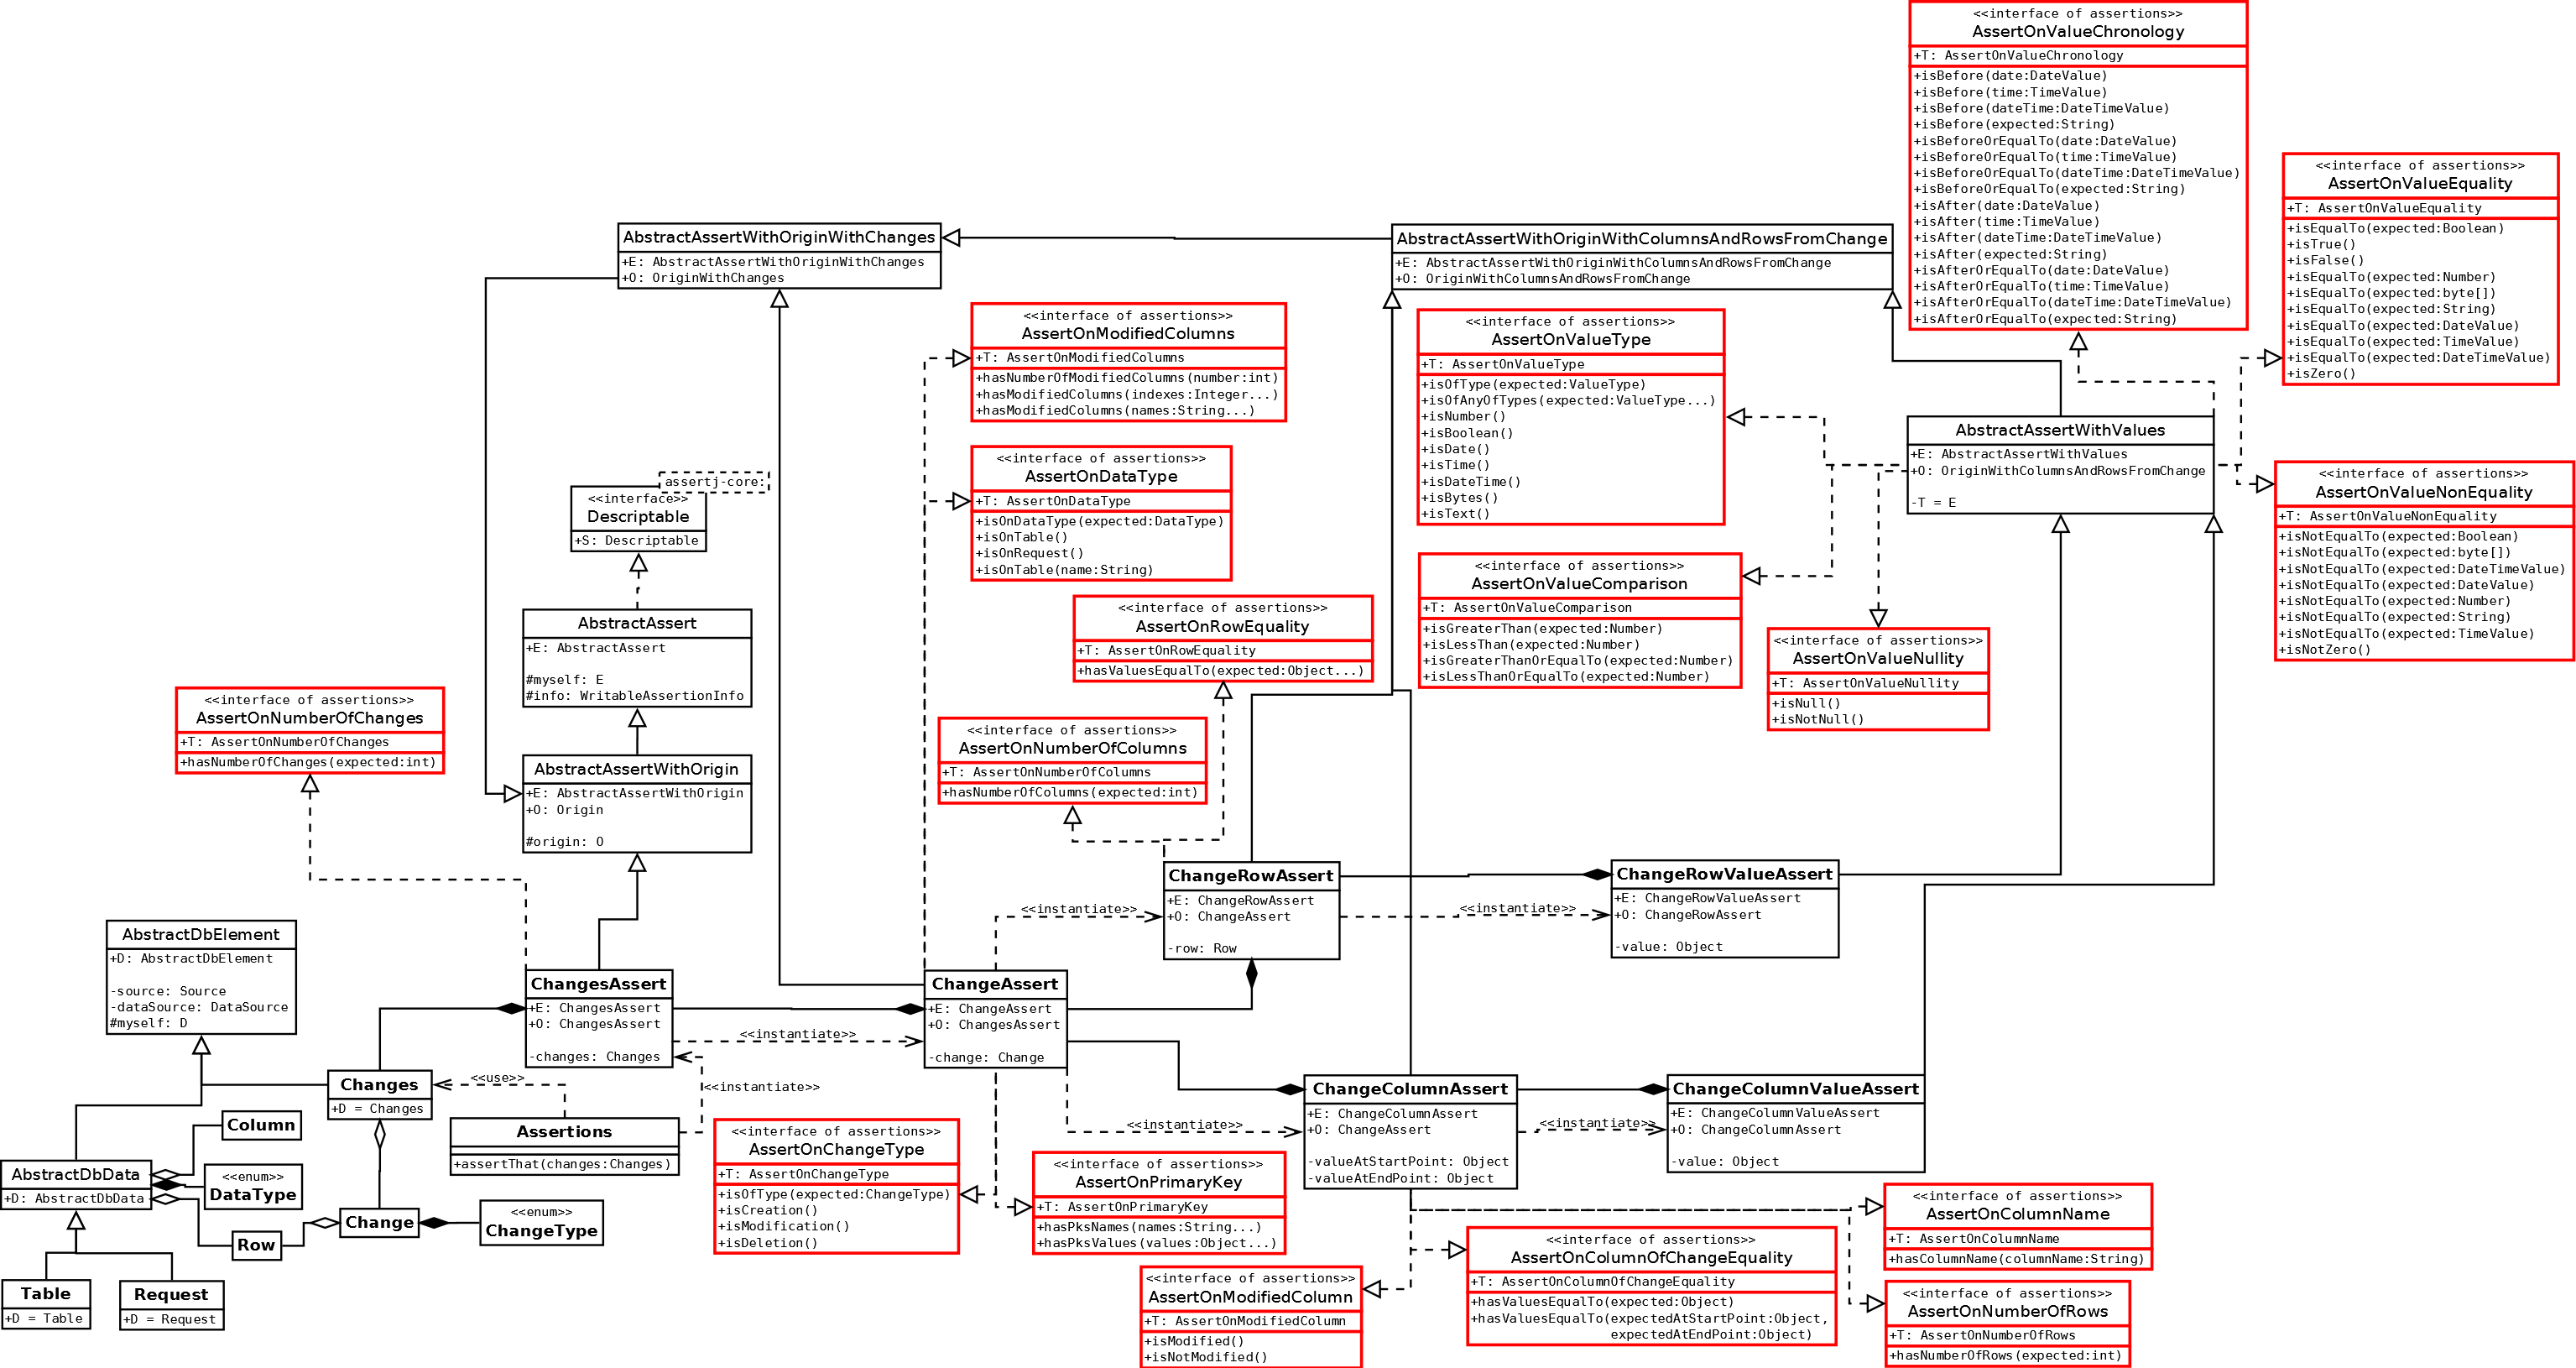 <<interface of assertions>>
AssertOnValueChronology
+T: AssertOnValueChronology
+isBefore(date:DateValue)
+isBefore(time:TimeValue)
+isBefore(dateTime:DateTimeValue)
+isBefore(expected:String)
+isBeforeOrEqualTo(date:DateValue)
+isBeforeOrEqualTo(time:TimeValue)
+isBeforeOrEqualTo(dateTime:DateTimeValue)
+isBeforeOrEqualTo(expected:String)
+isAfter(date:DateValue)
+isAfter(time:TimeValue)
+isAfter(dateTime:DateTimeValue)
+isAfter(expected:String)
+isAfterOrEqualTo(date:DateValue)
+isAfterOrEqualTo(time:TimeValue)
+isAfterOrEqualTo(dateTime:DateTimeValue)
+isAfterOrEqualTo(expected:String)
<<interface of assertions>>
AssertOnValueEquality
+T: AssertOnValueEquality
+isEqualTo(expected:Boolean)
+isTrue()
+isFalse()
+isEqualTo(expected:Number)
+isEqualTo(expected:byte[])
+isEqualTo(expected:String)
+isEqualTo(expected:DateValue)
+isEqualTo(expected:TimeValue)
+isEqualTo(expected:DateTimeValue)
+isZero()
AbstractAssertWithOriginWithChanges
+E: AbstractAssertWithOriginWithChanges
+O: OriginWithChanges
AbstractAssertWithOriginWithColumnsAndRowsFromChange
+E: AbstractAssertWithOriginWithColumnsAndRowsFromChange
+O: OriginWithColumnsAndRowsFromChange
<<interface of assertions>>
AssertOnModifiedColumns
+T: AssertOnModifiedColumns
+hasNumberOfModifiedColumns(number:int)
+hasModifiedColumns(indexes:Integer...)
+hasModifiedColumns(names:String...)
<<interface of assertions>>
AssertOnValueType
+T: AssertOnValueType
+isOfType(expected:ValueType)
+isOfAnyOfTypes(expected:ValueType...)
+isNumber()
+isBoolean()
+isDate()
+isTime()
+isDateTime()
+isBytes()
+isText()
AbstractAssertWithValues
+E: AbstractAssertWithValues
+O: OriginWithColumnsAndRowsFromChange
-T = E
<<interface of assertions>>
AssertOnValueNonEquality
+T: AssertOnValueNonEquality
+isNotEqualTo(expected:Boolean)
+isNotEqualTo(expected:byte[])
+isNotEqualTo(expected:DateTimeValue)
+isNotEqualTo(expected:DateValue)
+isNotEqualTo(expected:Number)
+isNotEqualTo(expected:String)
+isNotEqualTo(expected:TimeValue)
+isNotZero()
<<interface of assertions>>
AssertOnDataType
+T: AssertOnDataType
+isOnDataType(expected:DataType)
+isOnTable()
+isOnRequest()
+isOnTable(name:String)
assertj-core:
<<interface>>
Descriptable
+S: Descriptable
<<interface of assertions>>
AssertOnValueComparison
+T: AssertOnValueComparison
+isGreaterThan(expected:Number)
+isLessThan(expected:Number)
+isGreaterThanOrEqualTo(expected:Number)
+isLessThanOrEqualTo(expected:Number)
<<interface of assertions>>
AssertOnValueNullity
+T: AssertOnValueNullity
+isNull()
+isNotNull()
<<interface of assertions>>
AssertOnRowEquality
+T: AssertOnRowEquality
+hasValuesEqualTo(expected:Object...)
AbstractAssert
+E: AbstractAssert
#myself: E
#info: WritableAssertionInfo
<<interface of assertions>>
AssertOnNumberOfChanges
+T: AssertOnNumberOfChanges
+hasNumberOfChanges(expected:int)
<<interface of assertions>>
AssertOnNumberOfColumns
+T: AssertOnNumberOfColumns
+hasNumberOfColumns(expected:int)
AbstractAssertWithOrigin
+E: AbstractAssertWithOrigin
+O: Origin
#origin: O
ChangeRowAssert
+E: ChangeRowAssert
+O: ChangeAssert
-row: Row
<<instantiate>>
<<instantiate>>
ChangeRowValueAssert
+E: ChangeRowValueAssert
+O: ChangeRowAssert
-value: Object
AbstractDbElement
+D: AbstractDbElement
-source: Source
-dataSource: DataSource
#myself: D
ChangesAssert
+E: ChangesAssert
+O: ChangesAssert
-changes: Changes
<<instantiate>>
ChangeAssert
+E: ChangeAssert
+O: ChangesAssert
-change: Change
Changes
+D = Changes
<<use>>
<<instantiate>>
Assertions
+assertThat(changes:Changes)
ChangeColumnAssert
+E: ChangeColumnAssert
+O: ChangeAssert
-valueAtStartPoint: Object
-valueAtEndPoint: Object
<<instantiate>>
<<instantiate>>
ChangeColumnValueAssert
+E: ChangeColumnValueAssert
+O: ChangeColumnAssert
-value: Object
Column
AbstractDbData
+D: AbstractDbData
<<enum>>
DataType
Row
Change
<<enum>>
ChangeType
Table
+D = Table
Request
+D = Request
<<interface of assertions>>
AssertOnChangeType
+T: AssertOnChangeType
+isOfType(expected:ChangeType)
+isCreation()
+isModification()
+isDeletion()
<<interface of assertions>>
AssertOnPrimaryKey
+T: AssertOnPrimaryKey
+hasPksNames(names:String...)
+hasPksValues(values:Object...)
<<interface of assertions>>
AssertOnModifiedColumn
+T: AssertOnModifiedColumn
+isModified()
+isNotModified()
<<interface of assertions>>
AssertOnColumnOfChangeEquality
+T: AssertOnColumnOfChangeEquality
+hasValuesEqualTo(expected:Object)
+hasValuesEqualTo(expectedAtStartPoint:Object,
expectedAtEndPoint:Object)
<<interface of assertions>>
AssertOnColumnName
+T: AssertOnColumnName
+hasColumnName(columnName:String)
<<interface of assertions>>
AssertOnNumberOfRows
+T: AssertOnNumberOfRows
+hasNumberOfRows(expected:int)